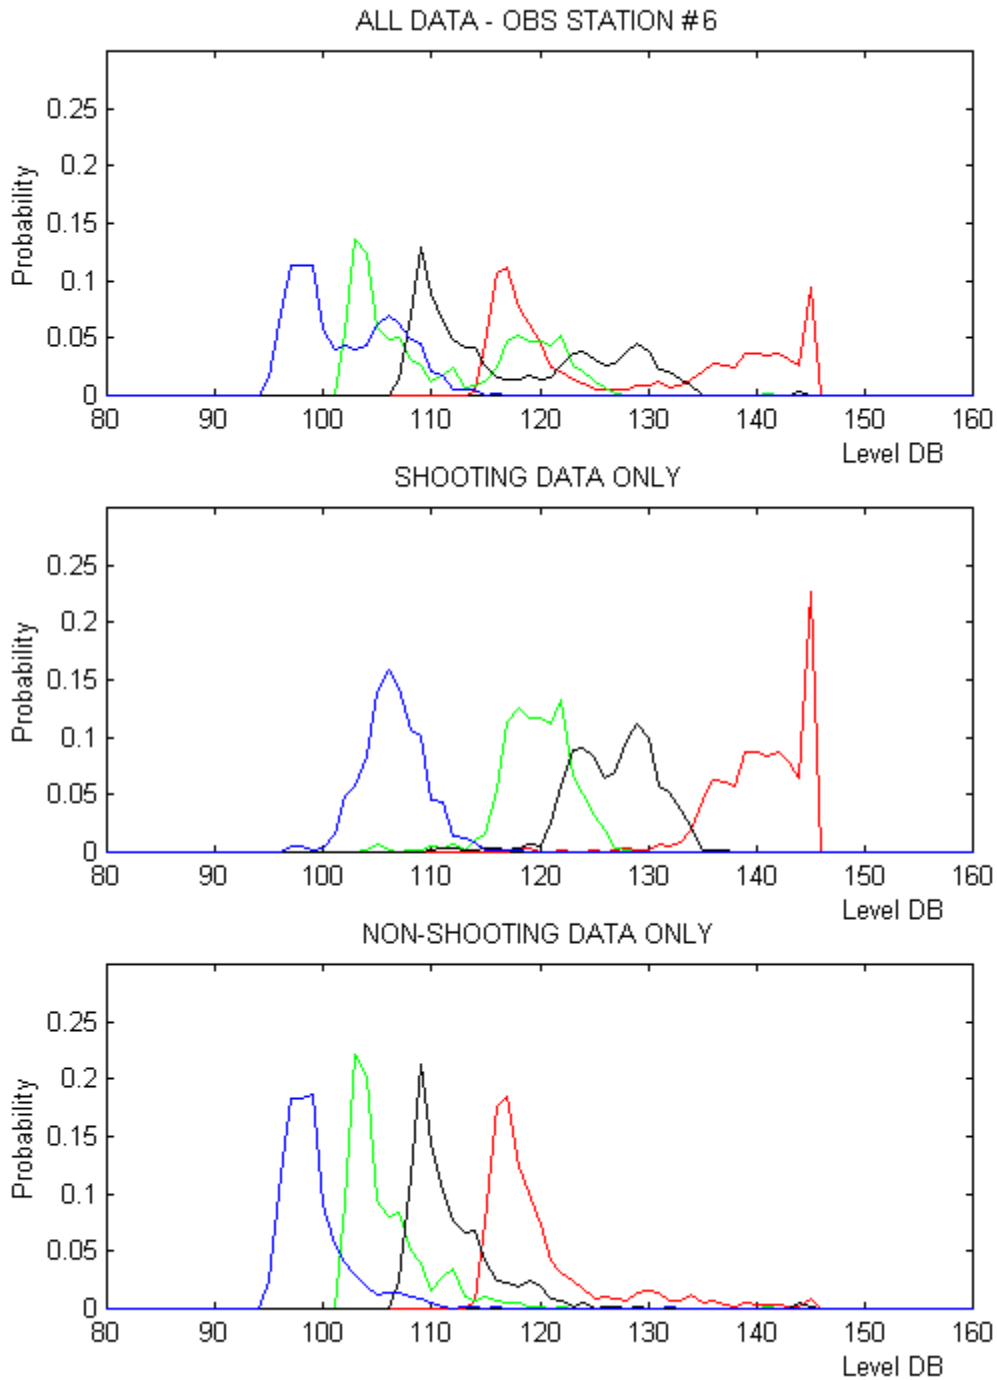 ALL DATA - OBS STATION #6
0.25
0.2
0.15
0.1
0.05
0
Probability
80 90 100 110 120 130 140 150 160
Level DB
SHOOTING DATA ONLY
0.25
0.2
0.15
0.1
0.05
0
Probability
80 90 100 110 120 130 140 150 160
Level DB
NON-SHOOTING DATA ONLY
0.25
0.2
0.15
0.1
0.05
0
Probability
80 90 100 110 120 130 140 150 160
Level DB